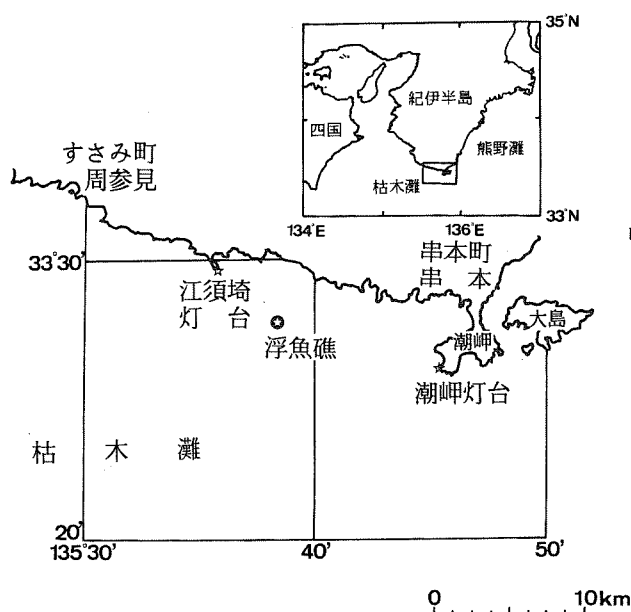 35°N
紀伊半島
四国
熊野灘
枯木灘
33°N
134°E
136°E
すさみ町
周参見
串本町
串 本
33°30'
江須埼
灯 台
浮魚礁
潮岬
大島
潮岬灯台
枯 木 灘
20'
135°30'
40'
50'
0
10km